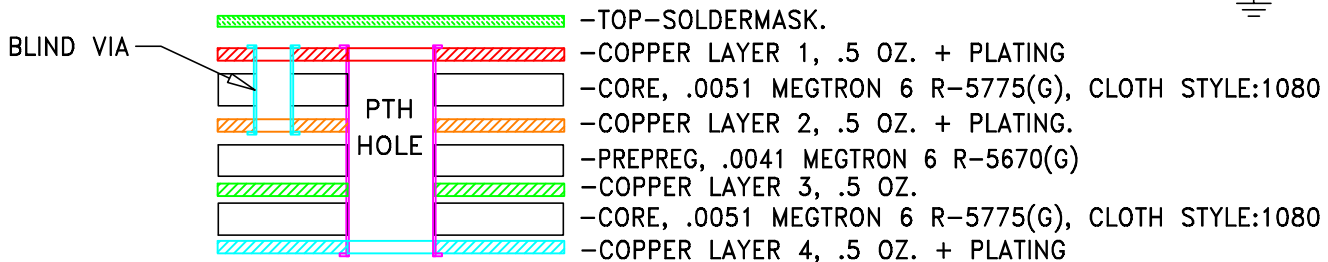 -TOP-SOLDERMASK.
BLIND VIA
-COPPER LAYER 1, .5 OZ. + PLATING
-CORE, .0051 MEGTRON 6 R-5775(G), CLOTH STYLE:1080
PTH
HOLE
-COPPER LAYER 2, .5 OZ. + PLATING.
-PREPREG, .0041 MEGTRON 6 R-5670(G)
-COPPER LAYER 3, .5 OZ.
-CORE, .0051 MEGTRON 6 R-5775(G), CLOTH STYLE:1080
-COPPER LAYER 4, .5 OZ. + PLATING